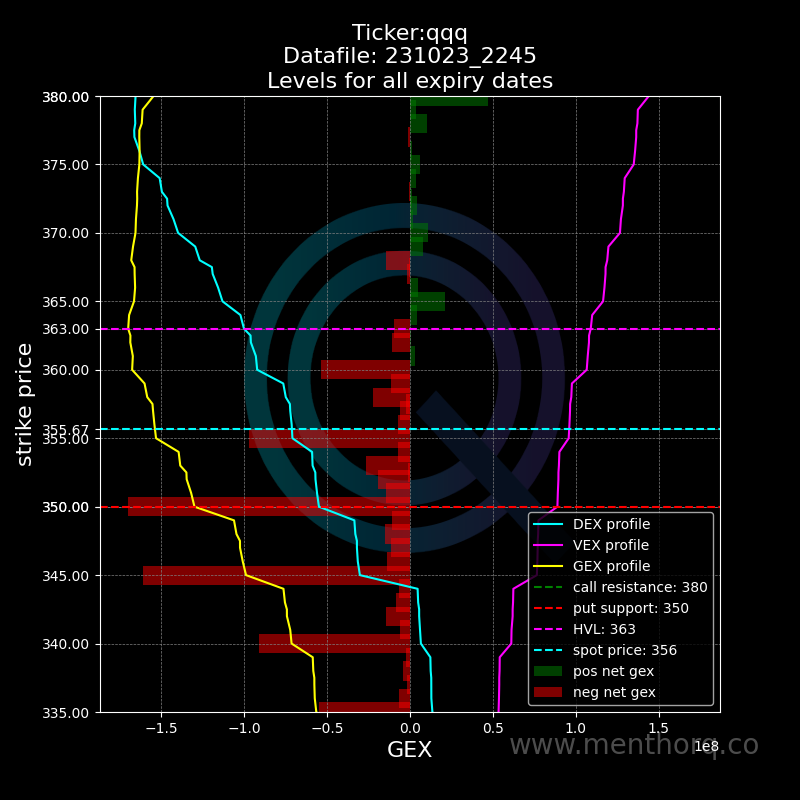 Ticker:qqq
Datafile: 231023_2245
Levels for all expiry dates
380.00
375.00
370.00
365.00
363.00
360.00
355.67
355.00
350.00
345.00
340.00
335.00
strike price
DEX profile
VEX profile
GEX profile
call resistance: 380
put support: 350
HVL: 363
spot price: 356
pos net gex
neg net gex
−1.5 −1.0 −0.5 0.0 0.5 1.0 1.5
1e8
GEX
www.menthorq.co